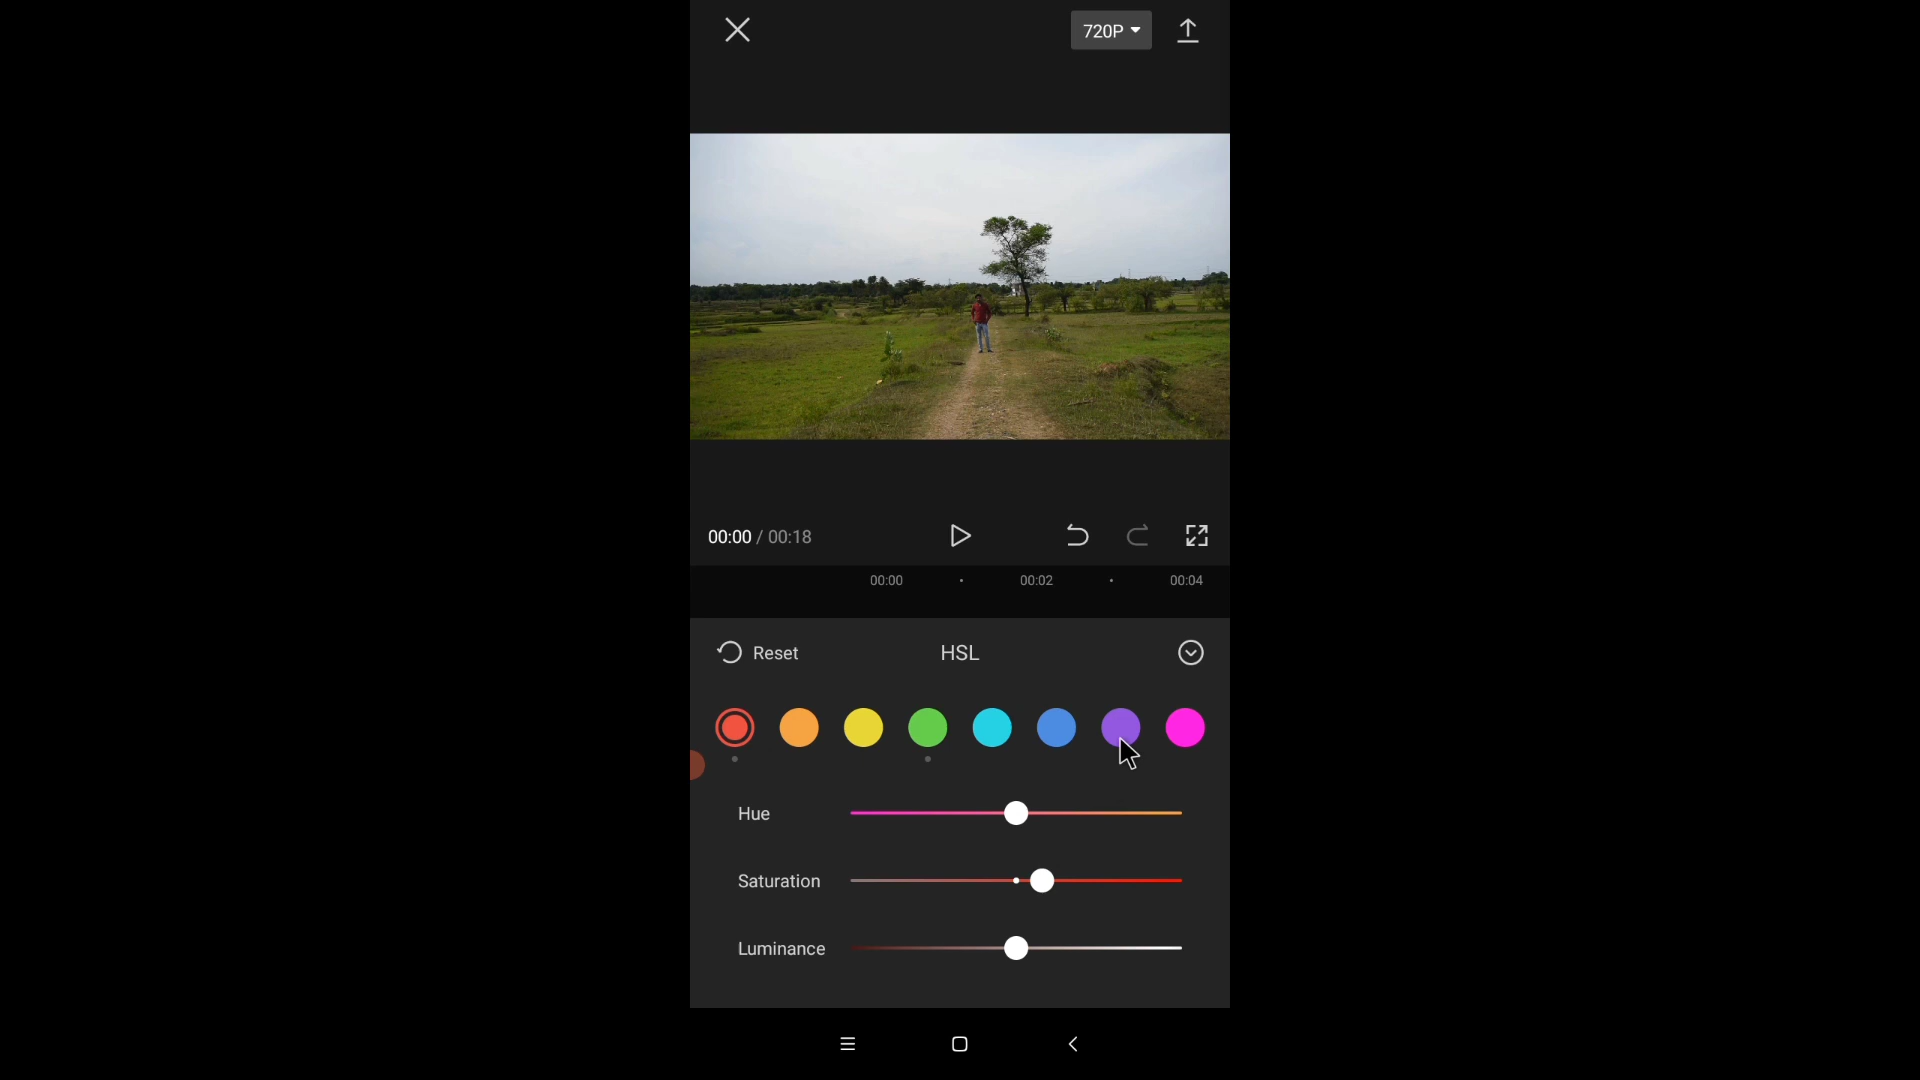 720P
00:00 / 00:18
00:00 00:02 00:04
Reset HSL
Hue
Saturation
Luminance